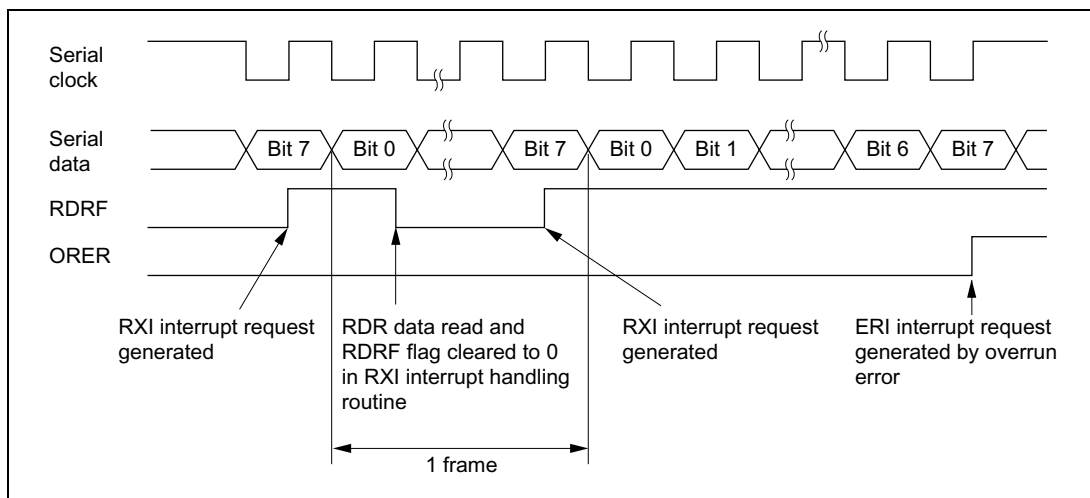 Serial
clock
Serial
data
Bit 7
Bit 0
Bit 7
Bit 0
Bit 1
Bit 6
Bit 7
RDRF
ORER
RXI interrupt request
generated
RDR data read and
RDRF flag cleared to 0
in RXI interrupt handling
routine
RXI interrupt request
generated
ERI interrupt request
generated by overrun
error
1 frame